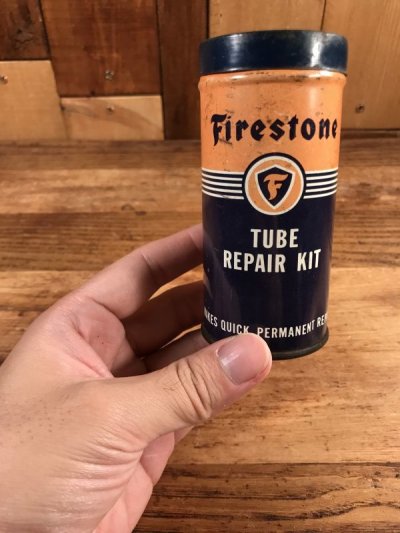 Firestone
F
TUBE
REPAIR KIT
QUICK, PERMANENT